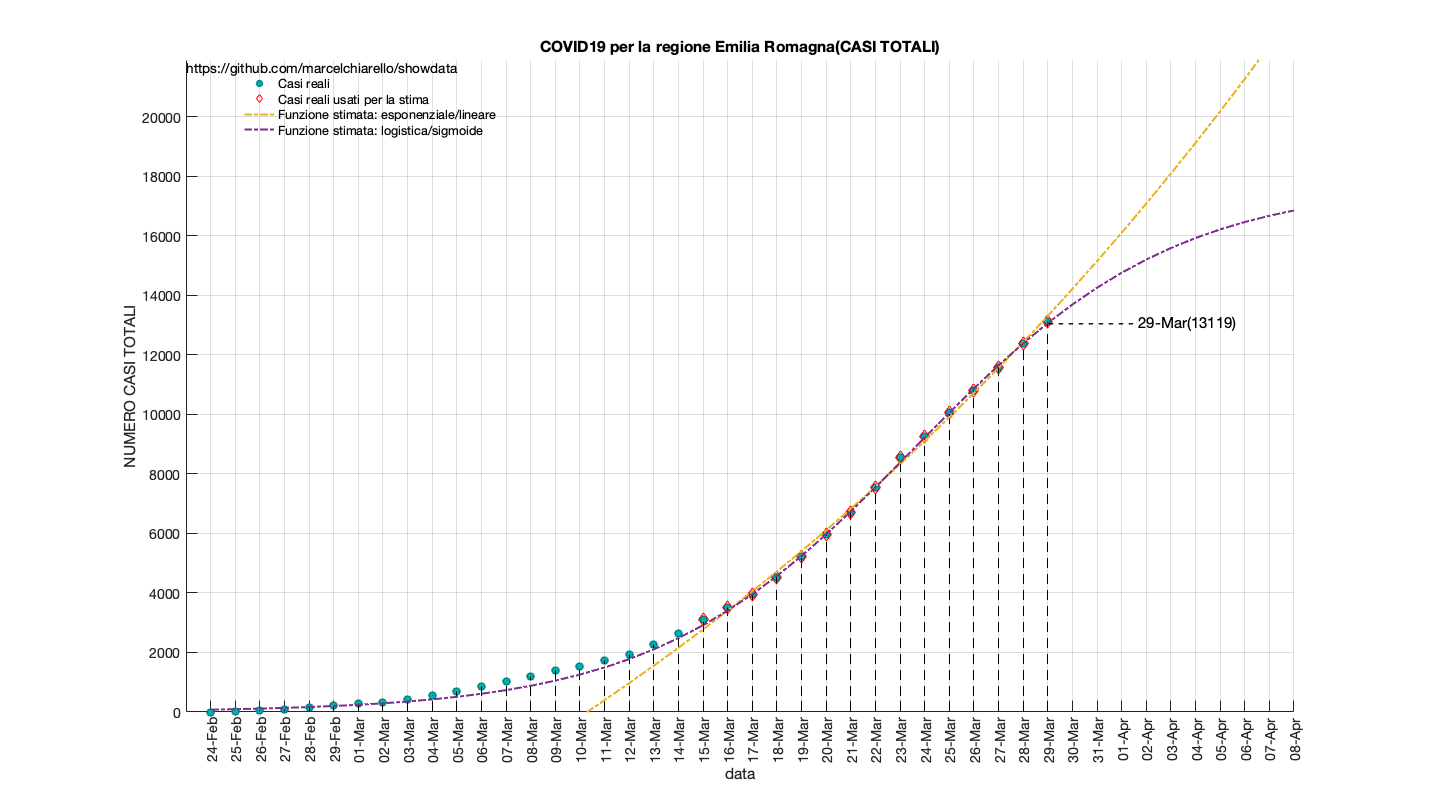 COVID19 per la regione Emilia Romagna(CASI TOTALI)
https://github.com/marcelchiarello/showdata
Casi reali
Casi reali usati per la stima
Funzione stimata: esponenziale/lineare
Funzione stimata: logistica/sigmoide
20000
18000
16000
14000
12000
10000
8000
6000
4000
2000
0
NUMERO CASI TOTALI
29-Mar(13119)
24-Feb
25-Feb
26-Feb
27-Feb
28-Feb
29-Feb
01-Mar
02-Mar
03-Mar
04-Mar
05-Mar
06-Mar
07-Mar
08-Mar
09-Mar
10-Mar
11-Mar
12-Mar
13-Mar
14-Mar
15-Mar
16-Mar
17-Mar
18-Mar
19-Mar
20-Mar
21-Mar
22-Mar
23-Mar
24-Mar
25-Mar
26-Mar
27-Mar
28-Mar
29-Mar
30-Mar
31-Mar
01-Apr
02-Apr
03-Apr
04-Apr
05-Apr
06-Apr
07-Apr
08-Apr
data